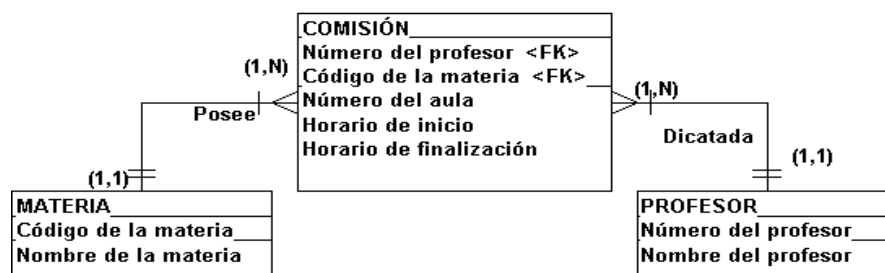 COMISIÓN
Número del profesor <FK>
Código de la materia <FK>
Número del aula
Horario de inicio
Horario de finalización
(1,N)
Posee
(1,N)
Dicatada
(1,1)
(1,1)
MATERIA
Código de la materia
Nombre de la materia
PROFESOR
Número del profesor
Nombre del profesor